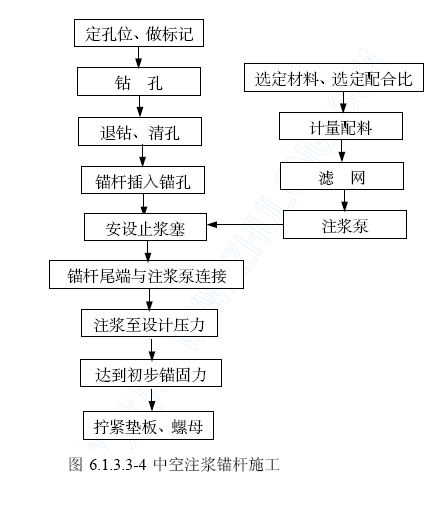 定孔位、做标记
钻 孔
退钻、清孔
锚杆插入锚孔
安设止浆塞
锚杆尾端与注浆泵连接
注浆至设计压力
达到初步锚固力
拧紧垫板、螺母
选定材料、选定配合比
计量配料
滤 网
注浆泵
图 6.1.3.3-4 中空注浆锚杆施工